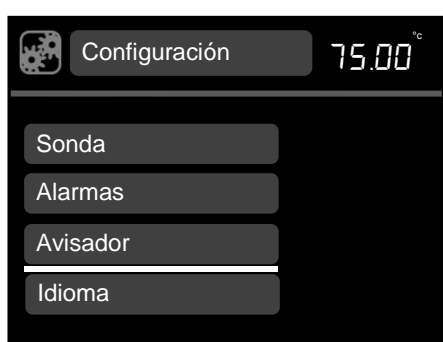 Configuración 75.00 °c
Sonda
Alarmas
Avisador
Idioma